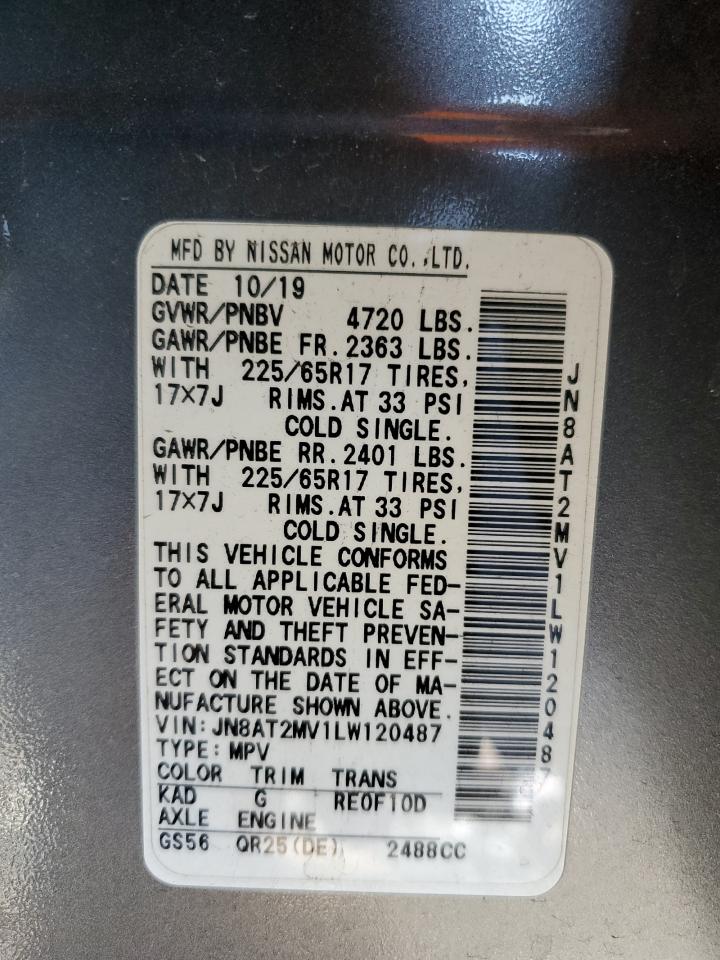 MFD BY NISSAN MOTOR CO.,LTD.
DATE 10/19
GVWR/PNBV 4720 LBS.
GAWR/PNBE FR. 2363 LBS.
WITH 225/65R17 TIRES,
17×7J RIMS.AT 33 PSI
COLD SINGLE.
GAWR/PNBE RR. 2401 LBS.
WITH 225/65R17 TIRES,
17×7J RIMS.AT 33 PSI
COLD SINGLE.
THIS VEHICLE CONFORMS
TO ALL APPLICABLE FED-
ERAL MOTOR VEHICLE SA-
FETY AND THEFT PREVEN-
TION STANDARDS IN EFF-
ECT ON THE DATE OF MA-
NUFACTURE SHOWN ABOVE.
VIN: JN8AT2MV1LW120487
TYPE: MPV
COLOR TRIM TRANS
KAD G RE0F10D
AXLE ENGINE
GS56 QR25(DE) 2488CC
JN8AT2MV1LW120487